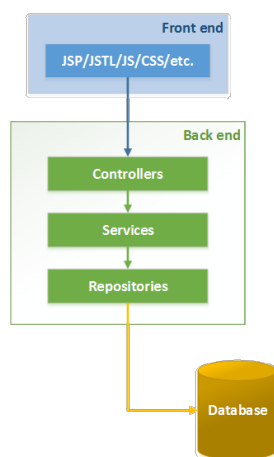 Front end
JSP/JSTL/JS/CSS/etc.
Back end
Controllers
Services
Repositories
Database